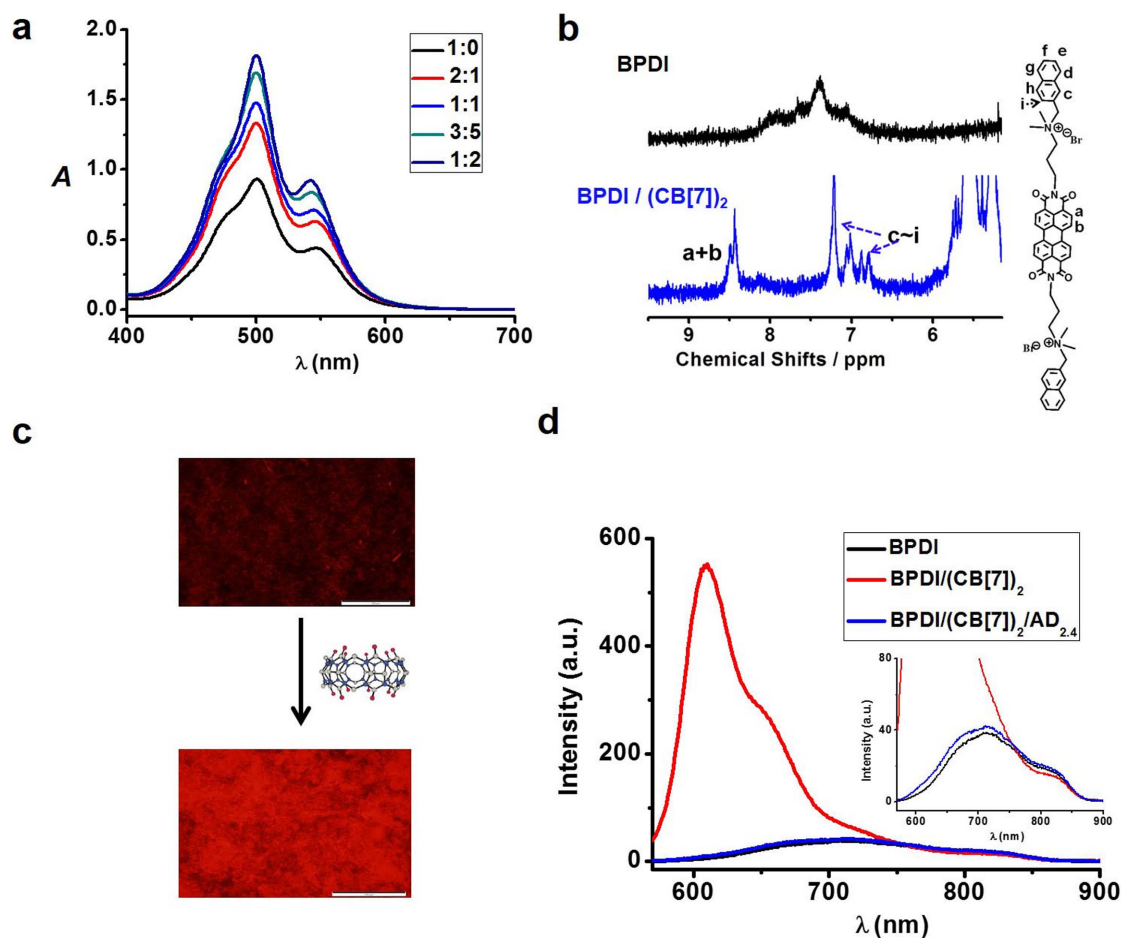 a
2.0
1.5
A
1.0
0.5
0.0
400
500
600
700
λ (nm)
1:0
2:1
1:1
3:5
1:2
b
BPDI
BPDI / (CB[7])₂
a+b
c~i
9
8
7
6
Chemical Shifts / ppm
f
e
g
d
h
c
i
N
⊕
⊖Br
O
N
O
a
b
O
N
O
Br⊖
⊕
N
c
d
600
400
200
0
Intensity (a.u.)
600
700
800
900
λ (nm)
BPDI
BPDI/(CB[7])₂
BPDI/(CB[7])₂/AD₂.₄
80
40
0
Intensity (a.u.)
600
700
800
900
λ (nm)